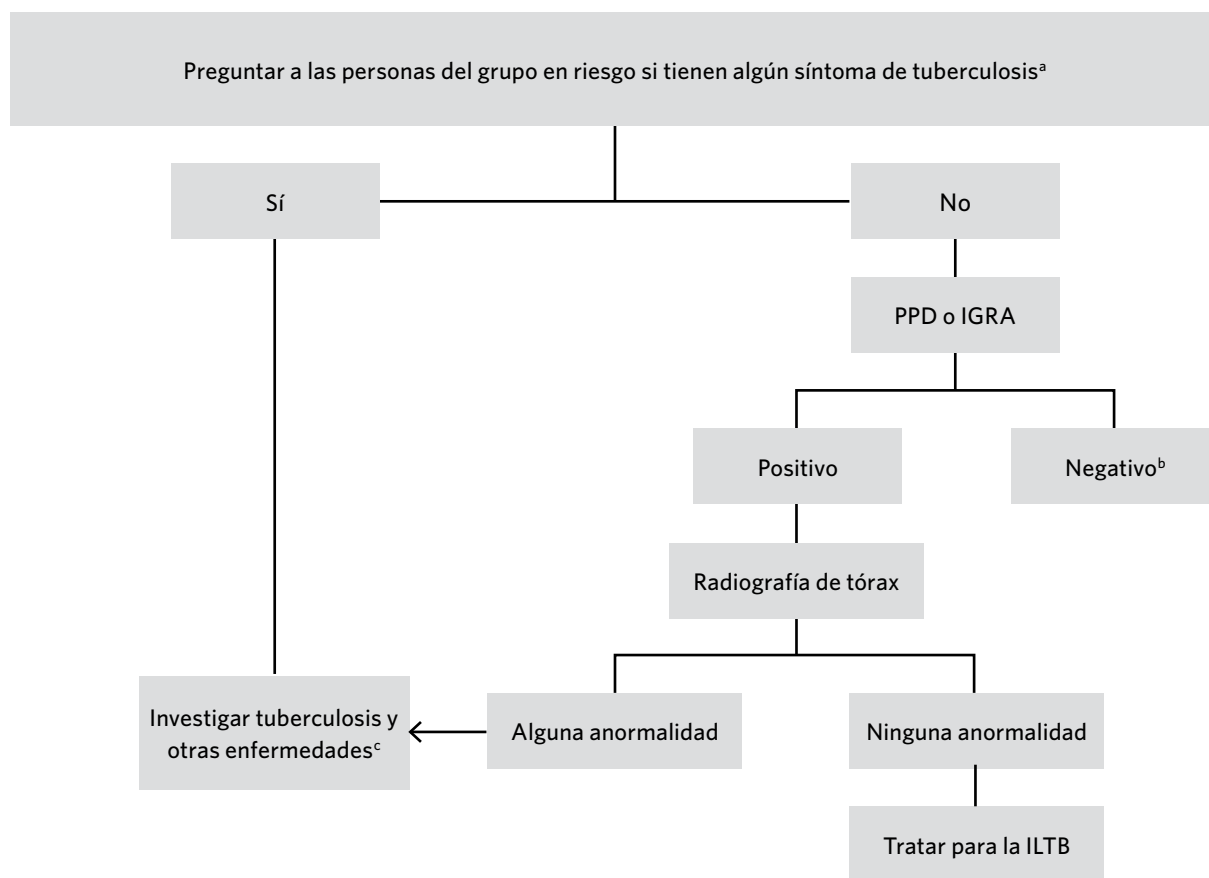 Preguntar a las personas del grupo en riesgo si tienen algún síntoma de tuberculosisᵃ
Sí
No
PPD o IGRA
Positivo
Negativoᵇ
Radiografía de tórax
Investigar tuberculosis y
otras enfermedadesᶜ
Alguna anormalidad
Ninguna anormalidad
Tratar para la ILTB